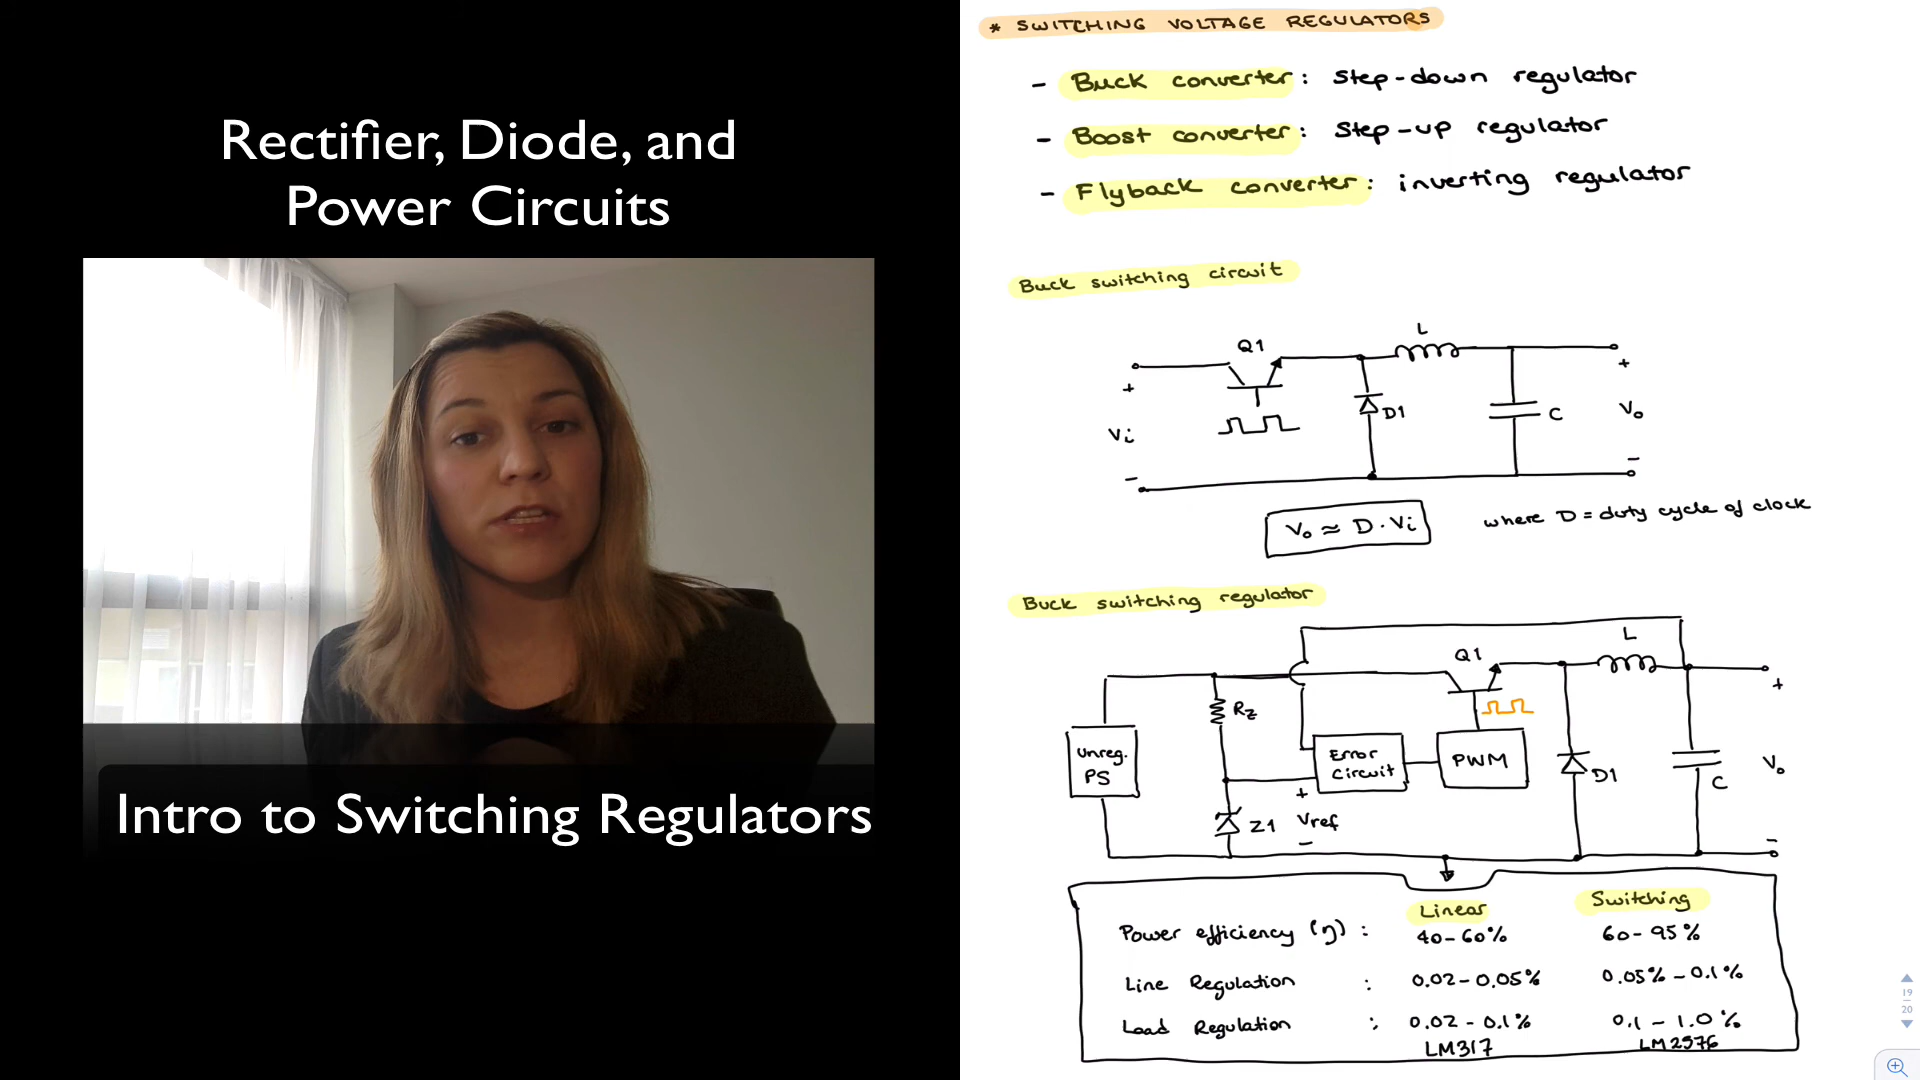 Rectifier, Diode, and
Power Circuits
Intro to Switching Regulators
* SWITCHING VOLTAGE REGULATORS
- Buck converter: step-down regulator
- Boost converter: step-up regulator
- Flyback converter: inverting regulator
Buck switching circuit
Q1
L
+
+
Vi
D1
C
Vo
-
-
Vo ≈ D · Vi
where D = duty cycle of clock
Buck switching regulator
Q1
L
+
Rz
Unreg.
PS
Error
Circuit
PWM
D1
C
Vo
+
Z1
Vref
-
-
Linear
Switching
Power efficiency (η) : 40-60% 60-95%
Line Regulation : 0.02-0.05% 0.05%-0.1%
Load Regulation : 0.02-0.1% 0.1-1.0%
LM317 LM2576
19
20